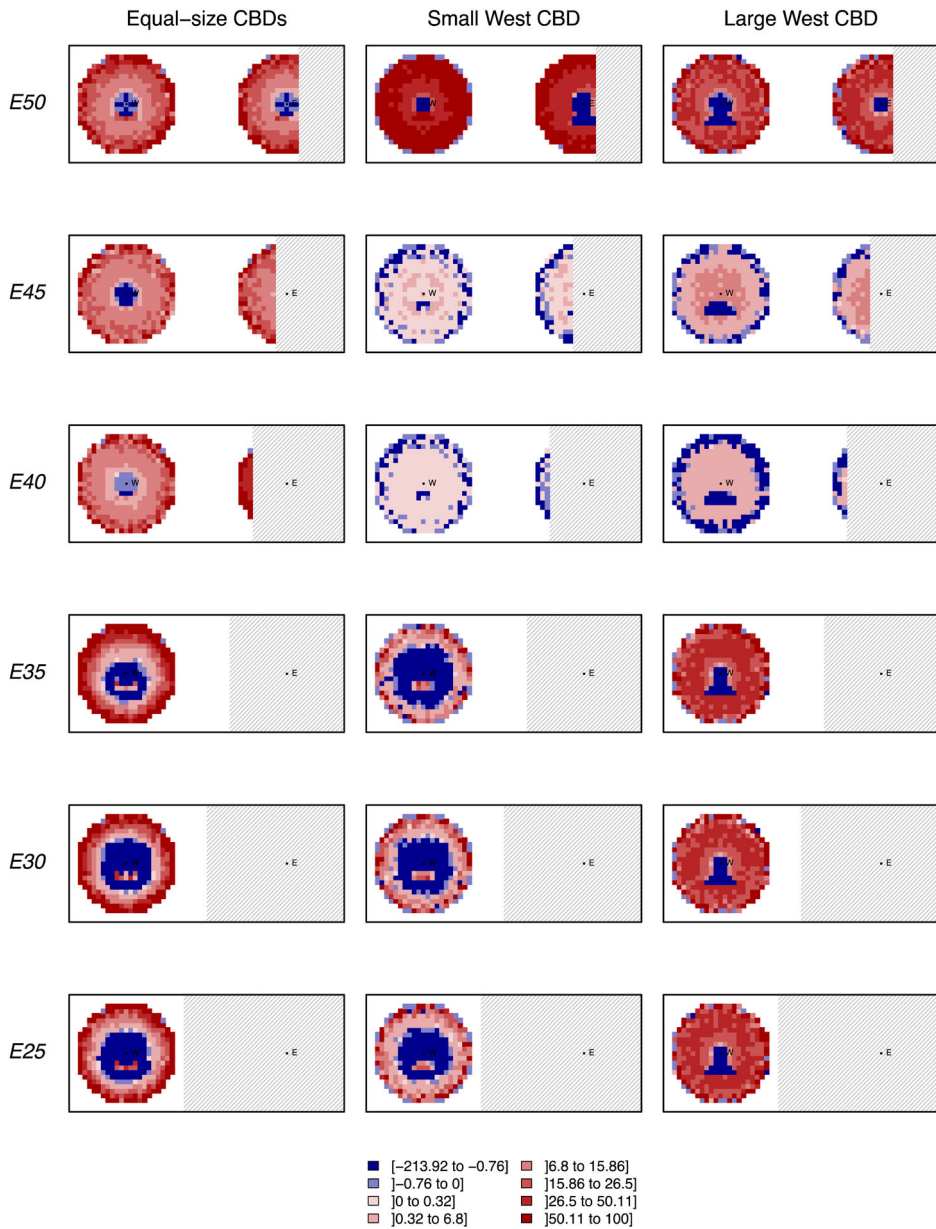 Equal−size CBDs Small West CBD Large West CBD
E50 W E W E W E
E45 W E W E W E
E40 W E W E W E
E35 W E W E W E
E30 W E W E W E
E25 W E W E W E
[−213.92 to −0.76] ]6.8 to 15.86]
]−0.76 to 0] ]15.86 to 26.5]
]0 to 0.32] ]26.5 to 50.11]
]0.32 to 6.8] ]50.11 to 100]